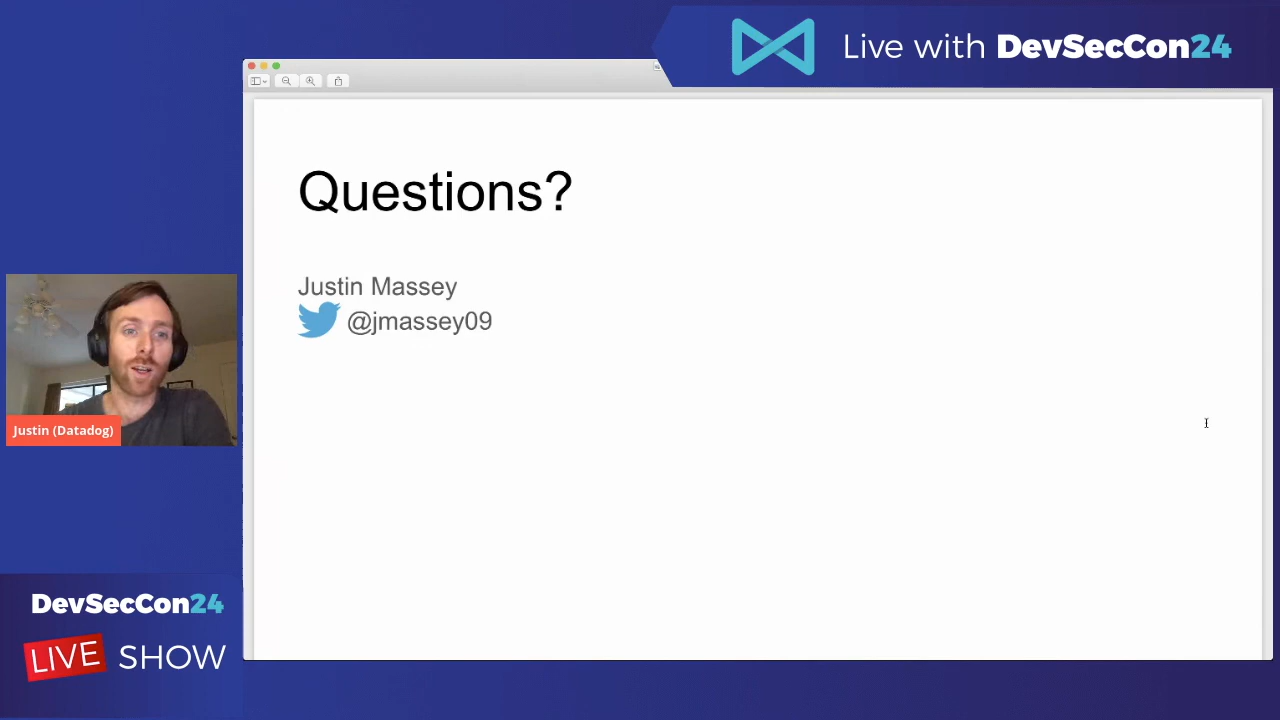 Live with DevSecCon24
Questions?
Justin Massey
@jmassey09
Justin (Datadog)
DevSecCon24
LIVE SHOW